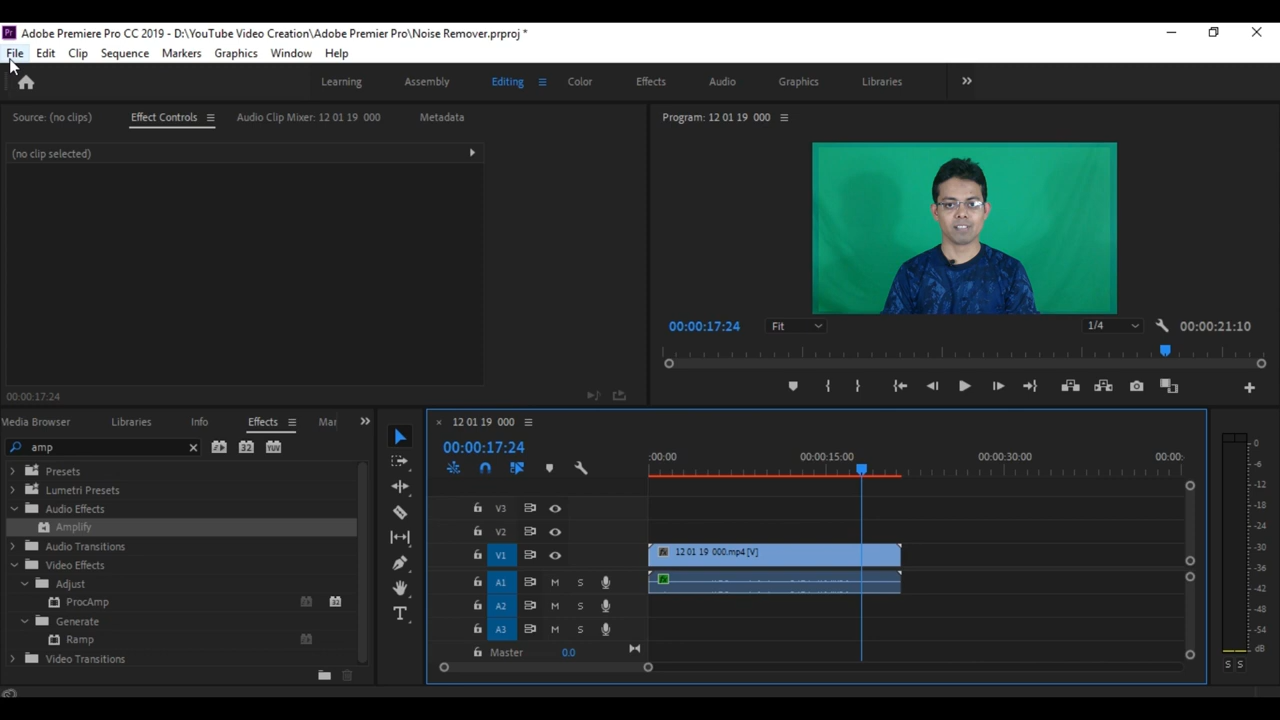 Pr Adobe Premiere Pro CC 2019 - D:\YouTube Video Creation\Adobe Premier Pro\Noise Remover.prproj *
File Edit Clip Sequence Markers Graphics Window Help
Learning Assembly Editing Color Effects Audio Graphics Libraries
Source: (no clips) Effect Controls Audio Clip Mixer: 12 01 19 000 Metadata
(no clip selected)
00:00:17:24
Program: 12 01 19 000
00:00:17:24 Fit 1/4 00:00:21:10
Media Browser Libraries Info Effects Mar
amp 32 YUV
Presets
Lumetri Presets
Audio Effects
Amplify
Audio Transitions
Video Effects
Adjust
ProcAmp 32
Generate
Ramp
Video Transitions
T
× 12 01 19 000
00:00:17:24
:00:00 00:00:15:00 00:00:30:00 00:00:
V3
V2
V1 12 01 19 000.mp4 [V]
A1 M S
A2 M S
A3 M S
Master 0.0
0
-6
-12
-18
-24
-30
-36
-42
-48
-54
dB
S S